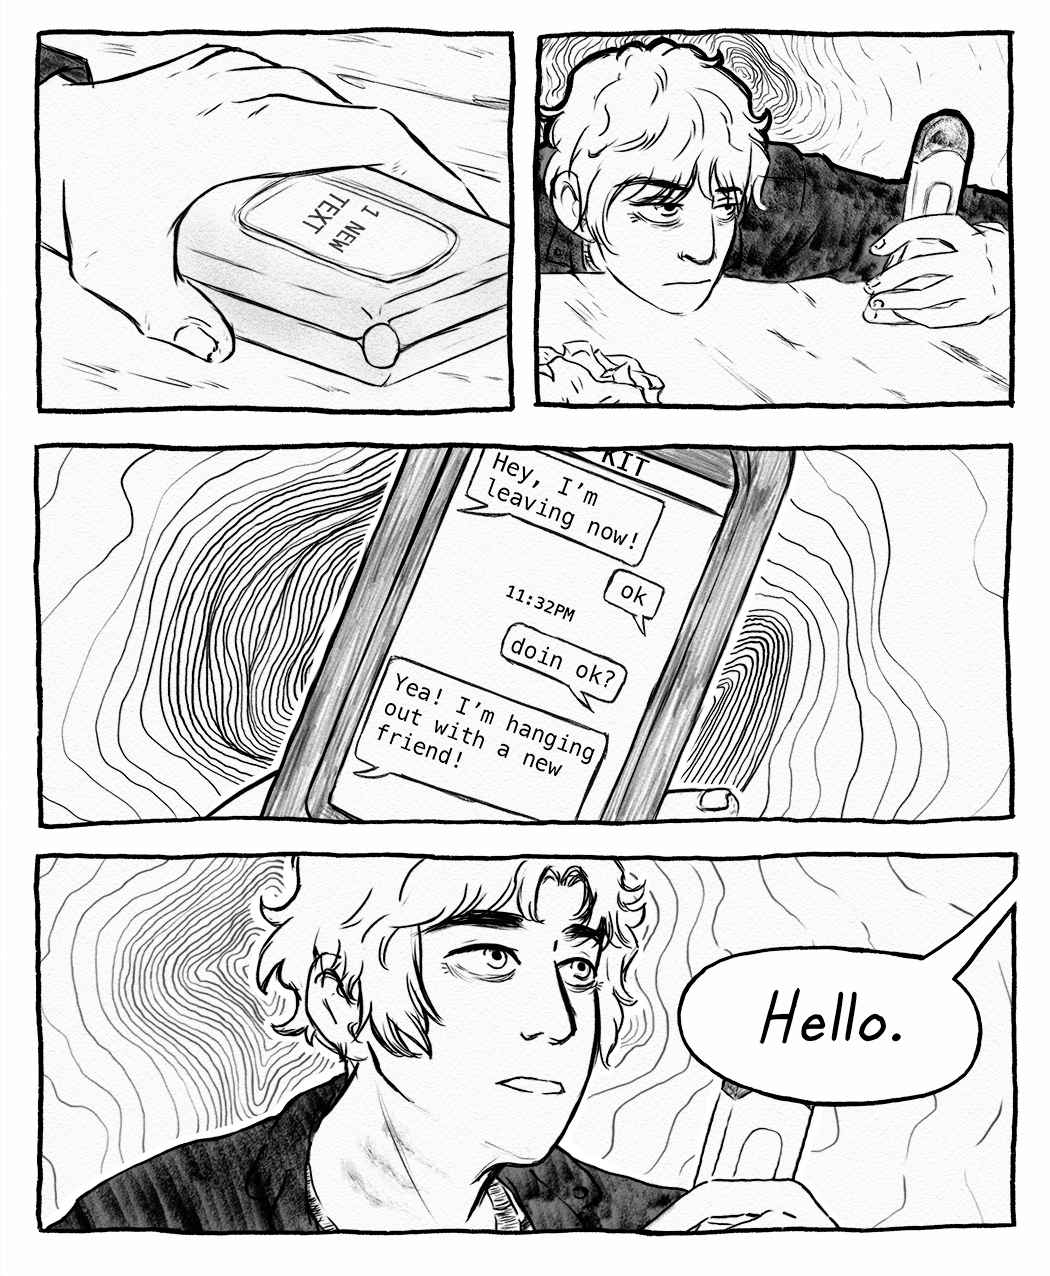 1 NEW
TEXT
KIT
Hey, I'm
leaving now!
ok
11:32PM
doin ok?
Yea! I'm hanging
out with a new
friend!
Hello.